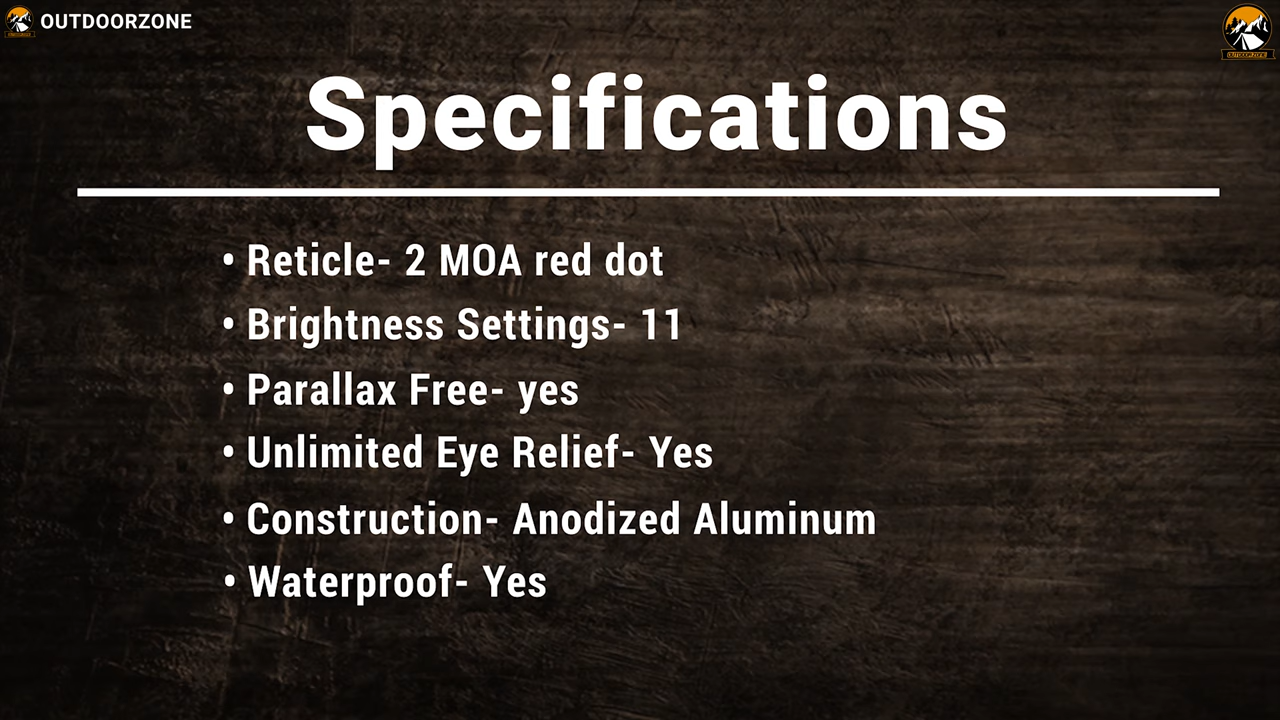 OUTDOORZONE
OUTDOORZONE
Specifications
• Reticle- 2 MOA red dot
• Brightness Settings- 11
• Parallax Free- yes
• Unlimited Eye Relief- Yes
• Construction- Anodized Aluminum
• Waterproof- Yes